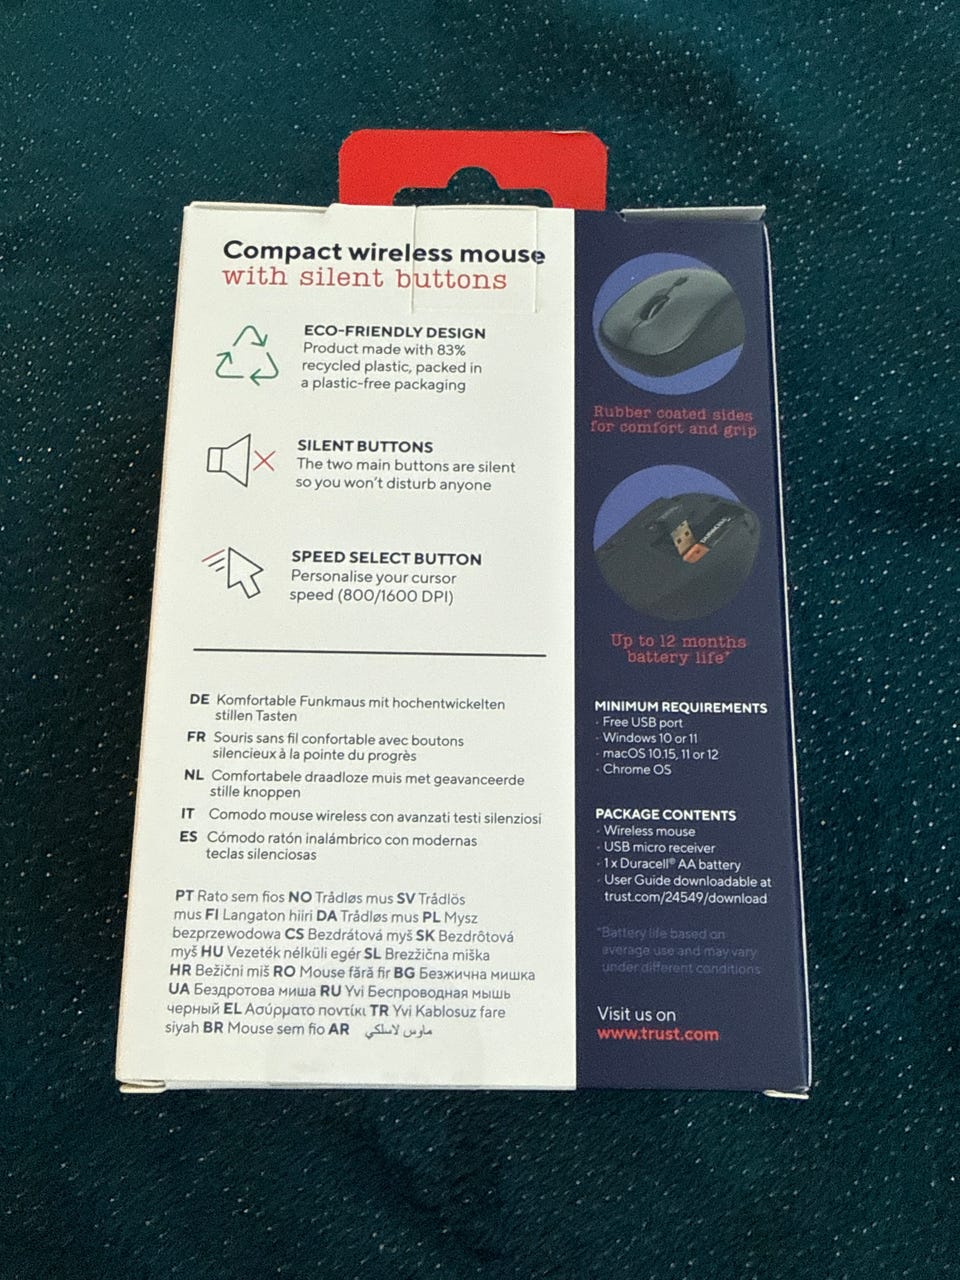 Compact wireless mouse
with silent buttons
ECO-FRIENDLY DESIGN
Product made with 83%
recycled plastic, packed in
a plastic-free packaging
SILENT BUTTONS
The two main buttons are silent
so you won't disturb anyone
SPEED SELECT BUTTON
Personalise your cursor
speed (800/1600 DPI)
DE Komfortable Funkmaus mit hochentwickelten
stillen Tasten
FR Souris sans fil confortable avec boutons
silencieux à la pointe du progrès
NL Comfortabele draadloze muis met geavanceerde
stille knoppen
IT Comodo mouse wireless con avanzati testi silenziosi
ES Cómodo ratón inalámbrico con modernas
teclas silenciosas
PT Rato sem fios NO Trådløs mus SV Trådlös
mus FI Langaton hiiri DA Trådløs mus PL Mysz
bezprzewodowa CS Bezdrátová myš SK Bezdrôtová
myš HU Vezeték nélküli egér SL Brezžična miška
HR Bežični miš RO Mouse fără fir BG Безжична мишка
UA Бездротова миша RU Yvi Беспроводная мышь
черный EL Ασύρματο ποντίκι TR Yvi Kablosuz fare
siyah BR Mouse sem fio AR ماوس لاسلكي
Rubber coated sides
for comfort and grip
DURACELL
Up to 12 months
battery life*
MINIMUM REQUIREMENTS
· Free USB port
· Windows 10 or 11
· macOS 10.15, 11 or 12
· Chrome OS
PACKAGE CONTENTS
· Wireless mouse
· USB micro receiver
· 1 x Duracell® AA battery
· User Guide downloadable at
trust.com/24549/download
*Battery life based on
average use and may vary
under different conditions
Visit us on
www.trust.com